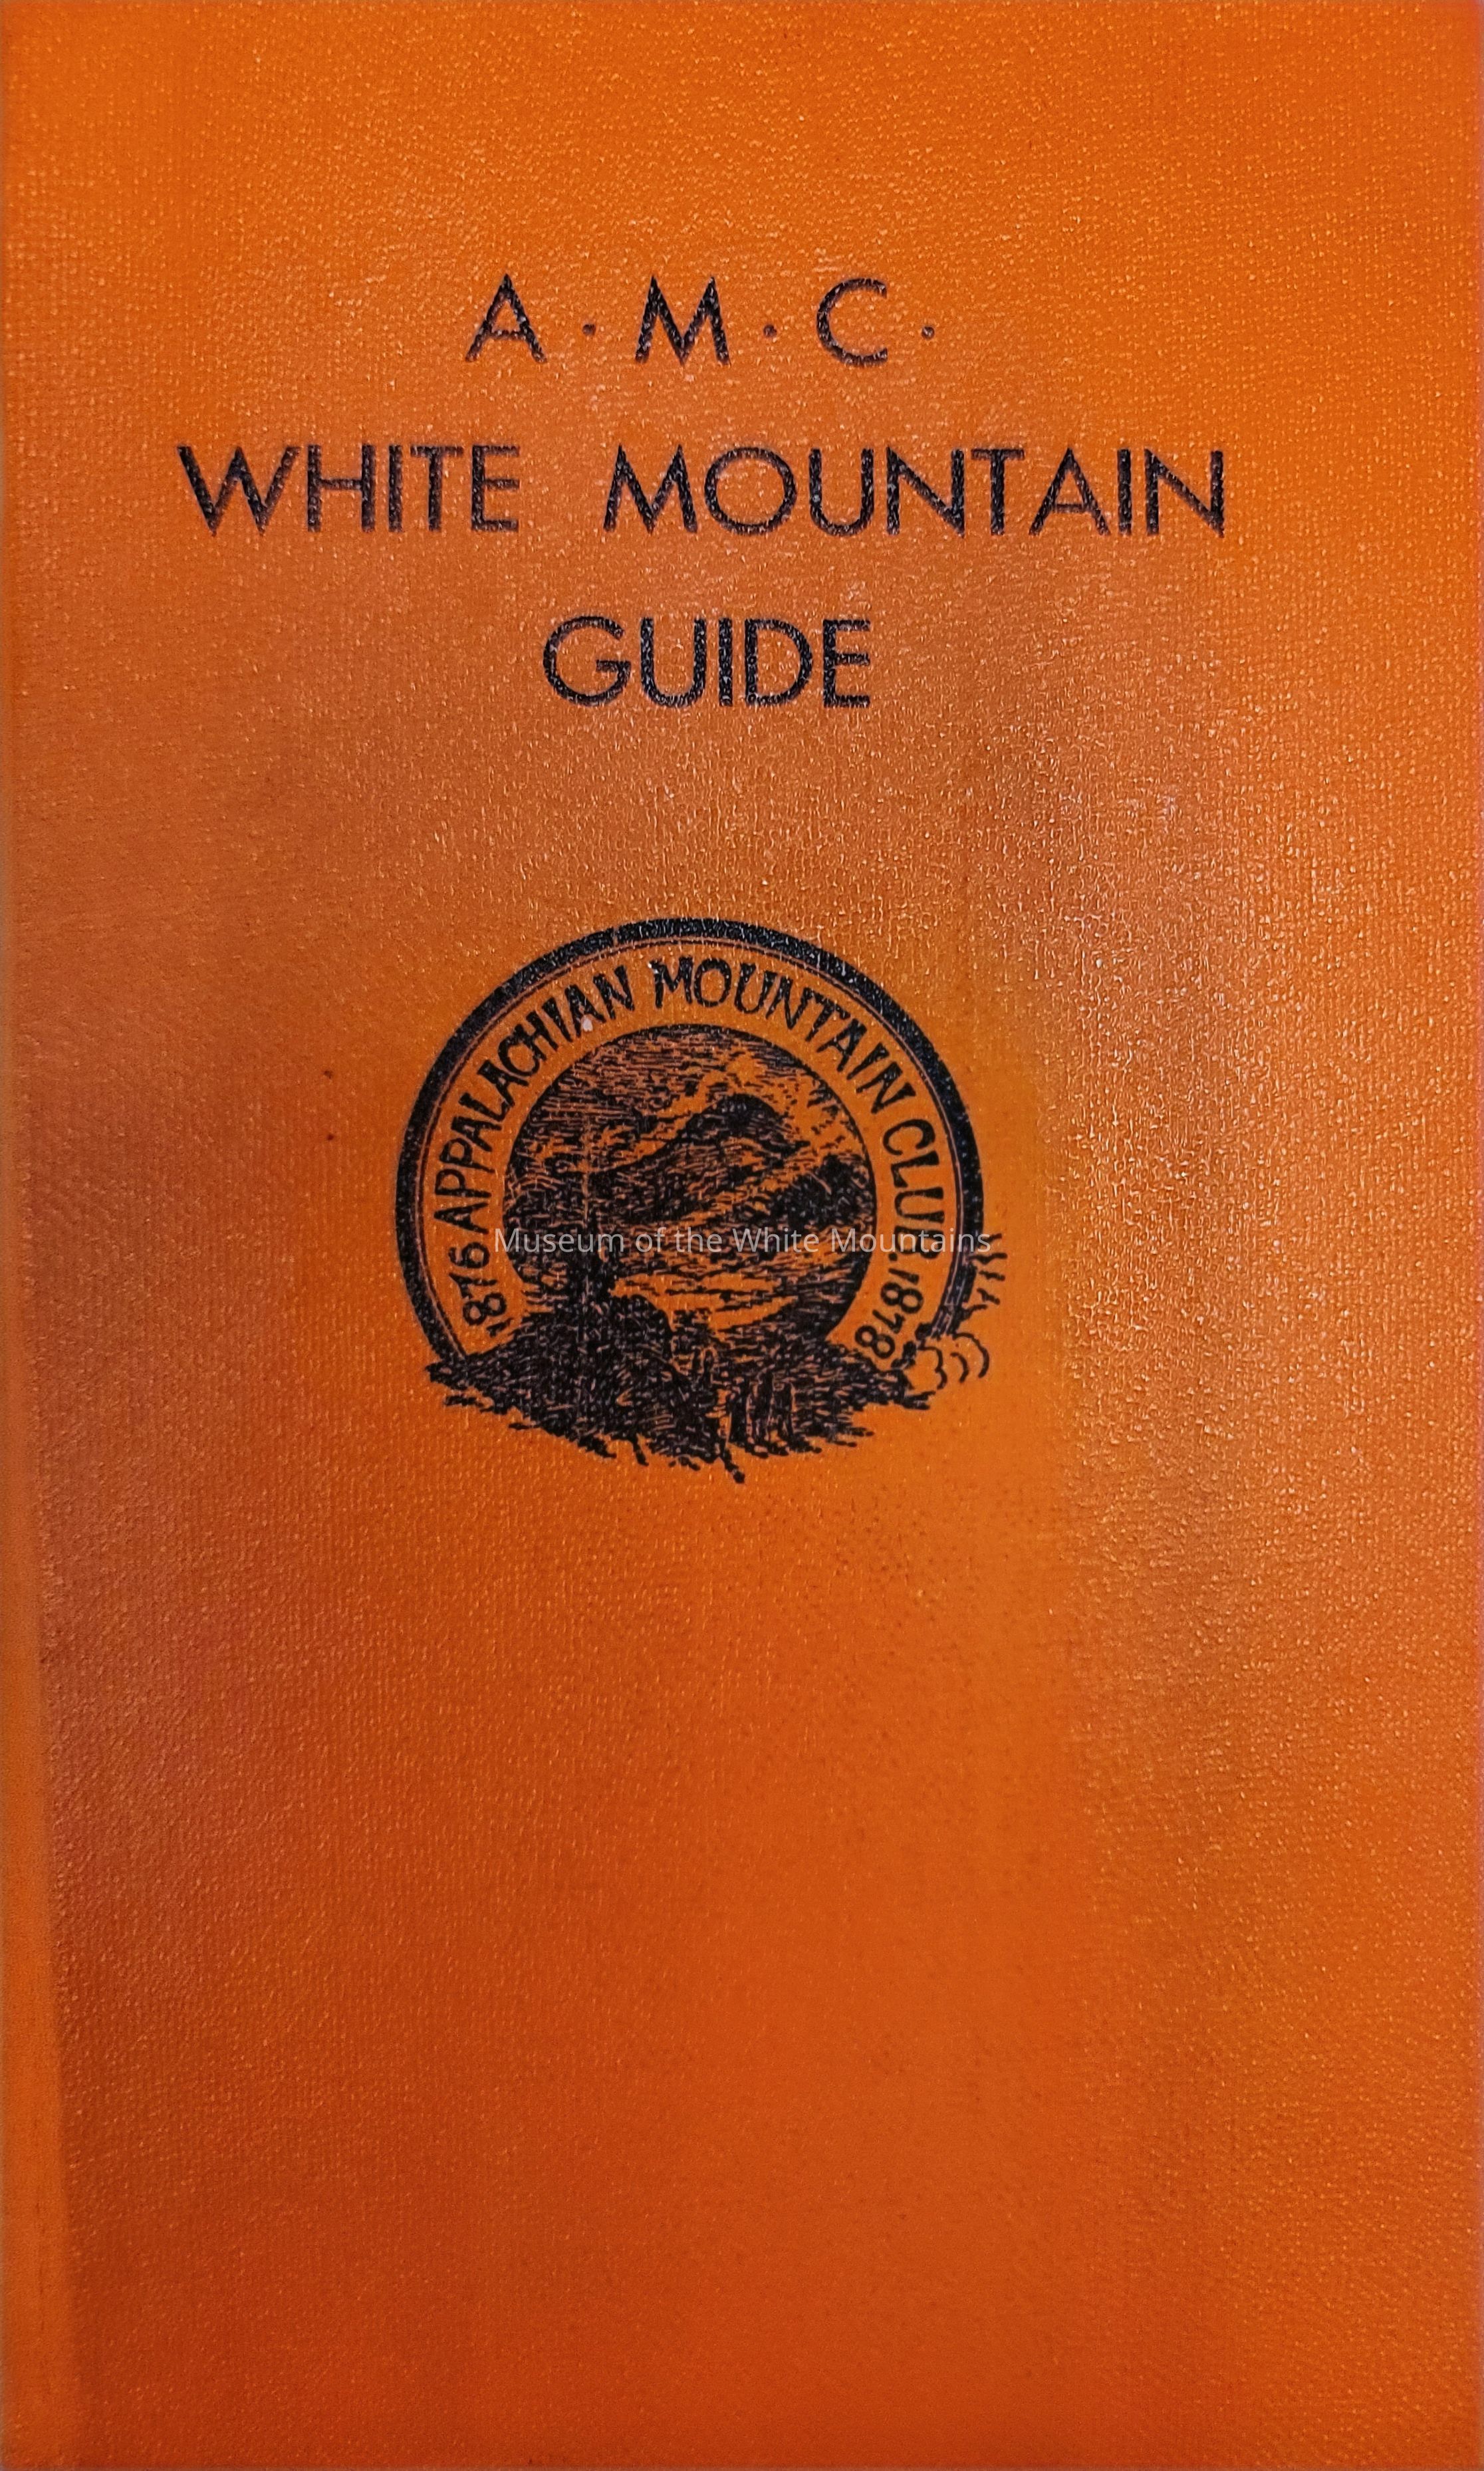 A·M·C·
WHITE MOUNTAIN
GUIDE
1876 APPALACHIAN MOUNTAIN CLUB. 1878
Museum of the White Mountains